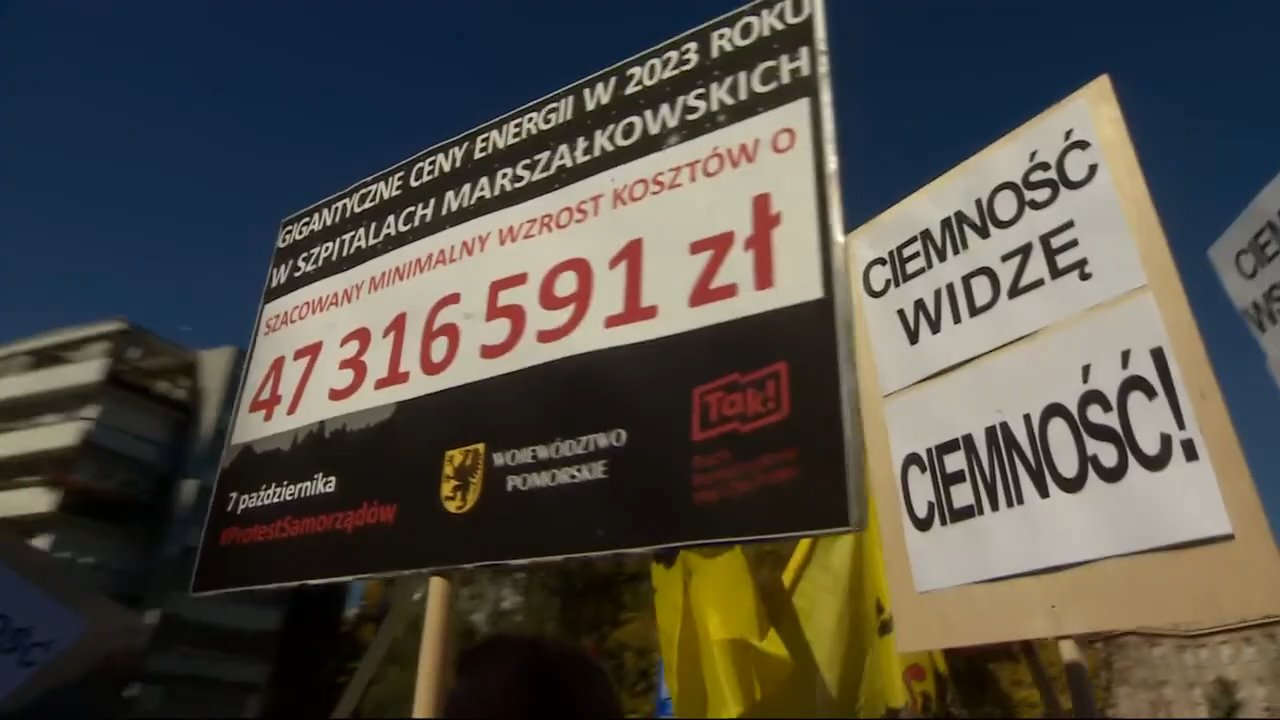 GIGANTYCZNE CENY ENERGII W 2023 ROKU
W SZPITALACH MARSZAŁKOWSKICH
SZACOWANY MINIMALNY WZROST KOSZTÓW O
47 316 591 zł
7 października
#ProtestSamorządów
WOJEWÓDZTWO
POMORSKIE
Tak!
CIEMNOŚĆ
WIDZĘ
CIEMNOŚĆ!